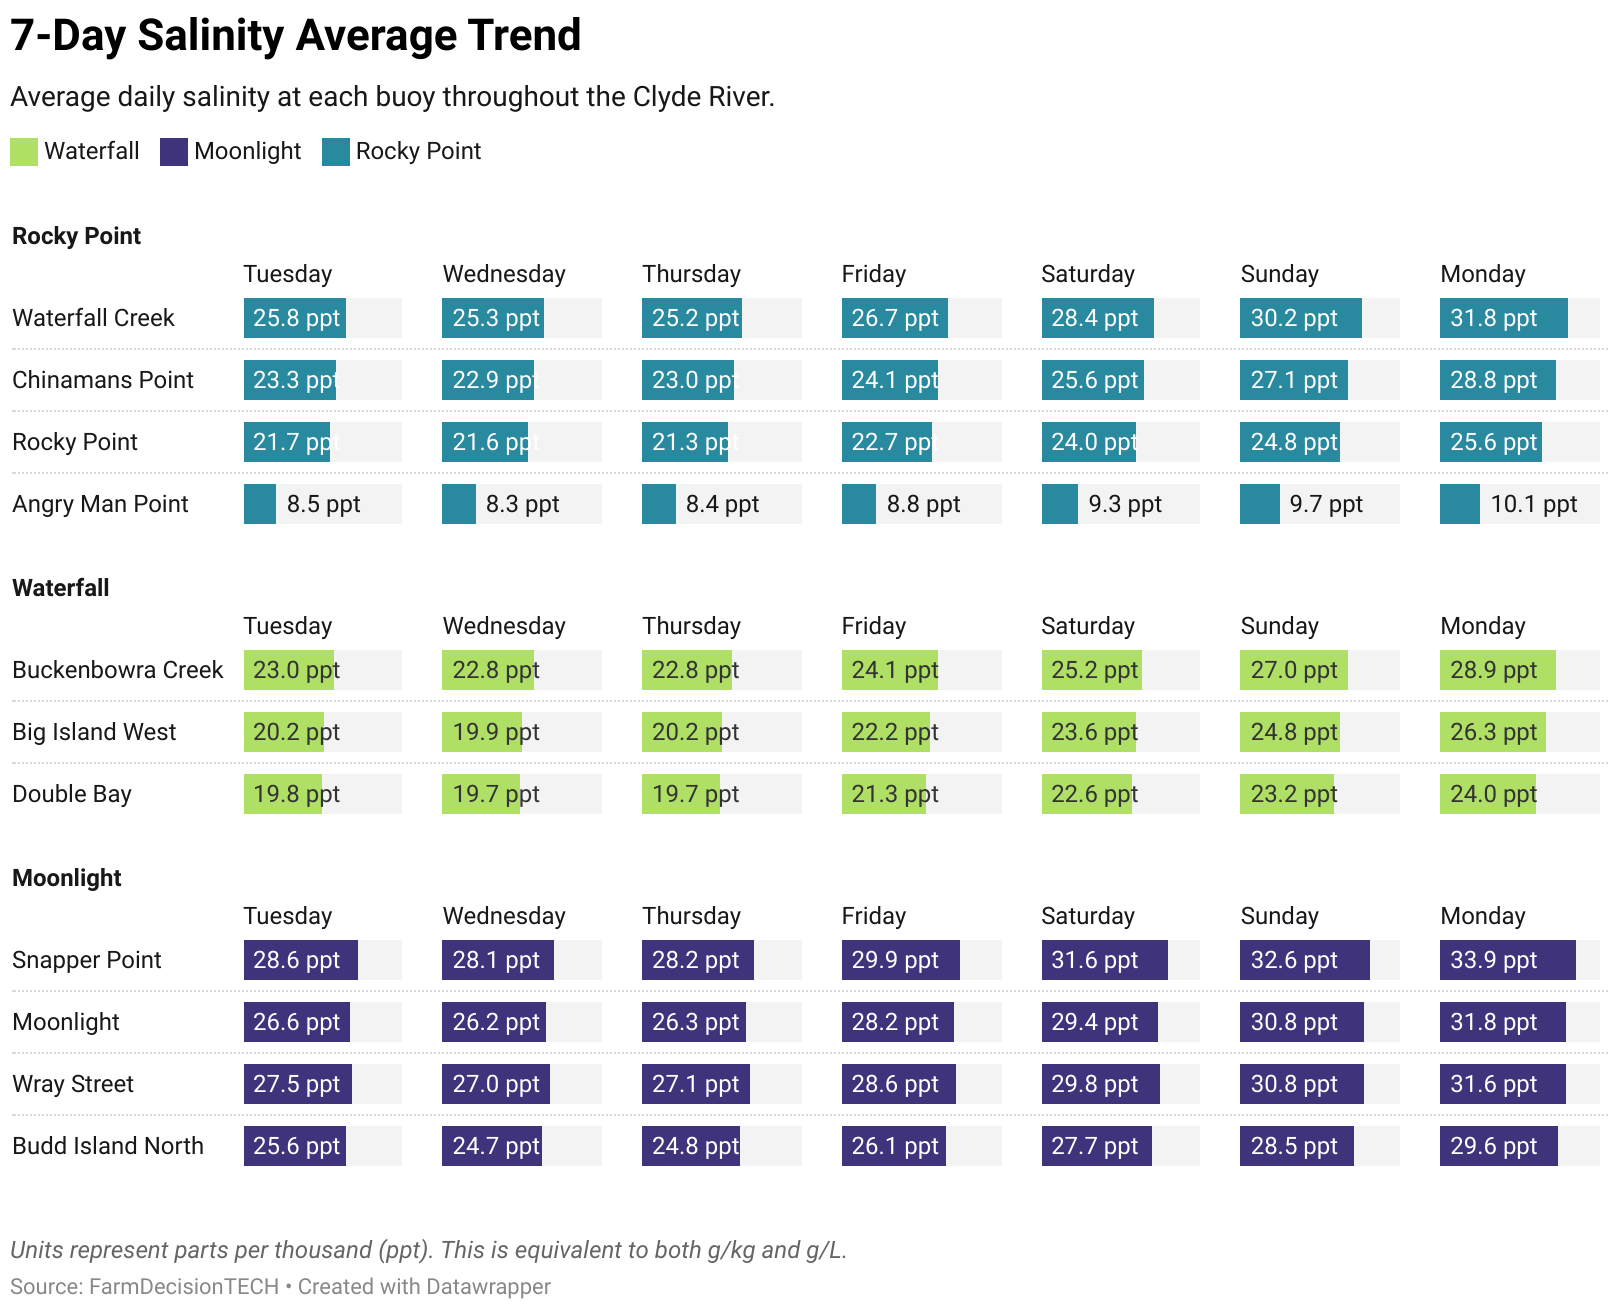 7-Day Salinity Average Trend
Average daily salinity at each buoy throughout the Clyde River.
Waterfall Moonlight Rocky Point
Rocky Point
Tuesday Wednesday Thursday Friday Saturday Sunday Monday
Waterfall Creek 25.8 ppt 25.3 ppt 25.2 ppt 26.7 ppt 28.4 ppt 30.2 ppt 31.8 ppt
Chinamans Point 23.3 ppt 22.9 ppt 23.0 ppt 24.1 ppt 25.6 ppt 27.1 ppt 28.8 ppt
Rocky Point 21.7 ppt 21.6 ppt 21.3 ppt 22.7 ppt 24.0 ppt 24.8 ppt 25.6 ppt
Angry Man Point 8.5 ppt 8.3 ppt 8.4 ppt 8.8 ppt 9.3 ppt 9.7 ppt 10.1 ppt
Waterfall
Tuesday Wednesday Thursday Friday Saturday Sunday Monday
Buckenbowra Creek 23.0 ppt 22.8 ppt 22.8 ppt 24.1 ppt 25.2 ppt 27.0 ppt 28.9 ppt
Big Island West 20.2 ppt 19.9 ppt 20.2 ppt 22.2 ppt 23.6 ppt 24.8 ppt 26.3 ppt
Double Bay 19.8 ppt 19.7 ppt 19.7 ppt 21.3 ppt 22.6 ppt 23.2 ppt 24.0 ppt
Moonlight
Tuesday Wednesday Thursday Friday Saturday Sunday Monday
Snapper Point 28.6 ppt 28.1 ppt 28.2 ppt 29.9 ppt 31.6 ppt 32.6 ppt 33.9 ppt
Moonlight 26.6 ppt 26.2 ppt 26.3 ppt 28.2 ppt 29.4 ppt 30.8 ppt 31.8 ppt
Wray Street 27.5 ppt 27.0 ppt 27.1 ppt 28.6 ppt 29.8 ppt 30.8 ppt 31.6 ppt
Budd Island North 25.6 ppt 24.7 ppt 24.8 ppt 26.1 ppt 27.7 ppt 28.5 ppt 29.6 ppt
Units represent parts per thousand (ppt). This is equivalent to both g/kg and g/L.
Source: FarmDecisionTECH • Created with Datawrapper